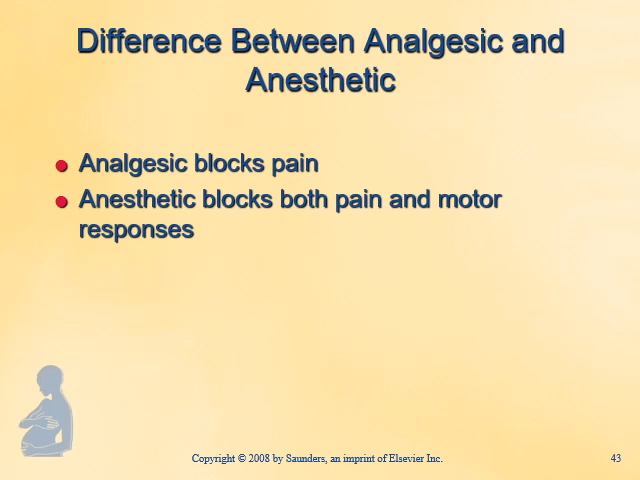 Difference Between Analgesic and
Anesthetic
● Analgesic blocks pain
● Anesthetic blocks both pain and motor
responses
Copyright © 2008 by Saunders, an imprint of Elsevier Inc.
43